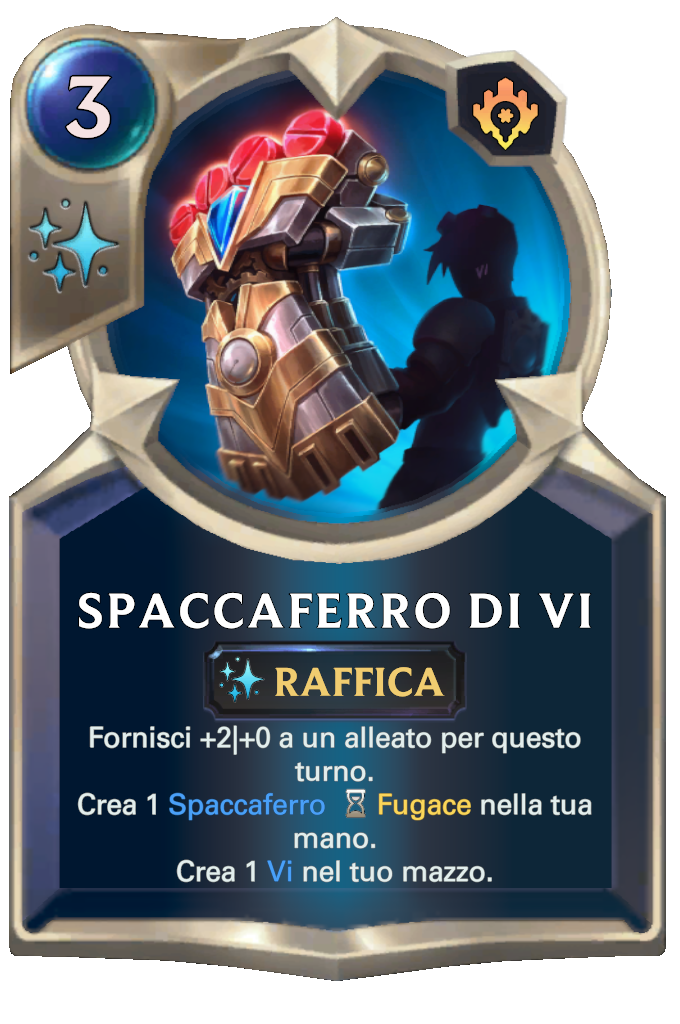 3
SPACCAFERRO DI VI
RAFFICA
Fornisci +2|+0 a un alleato per questo
turno.
Crea 1 Spaccaferro Fugace nella tua
mano.
Crea 1 Vi nel tuo mazzo.